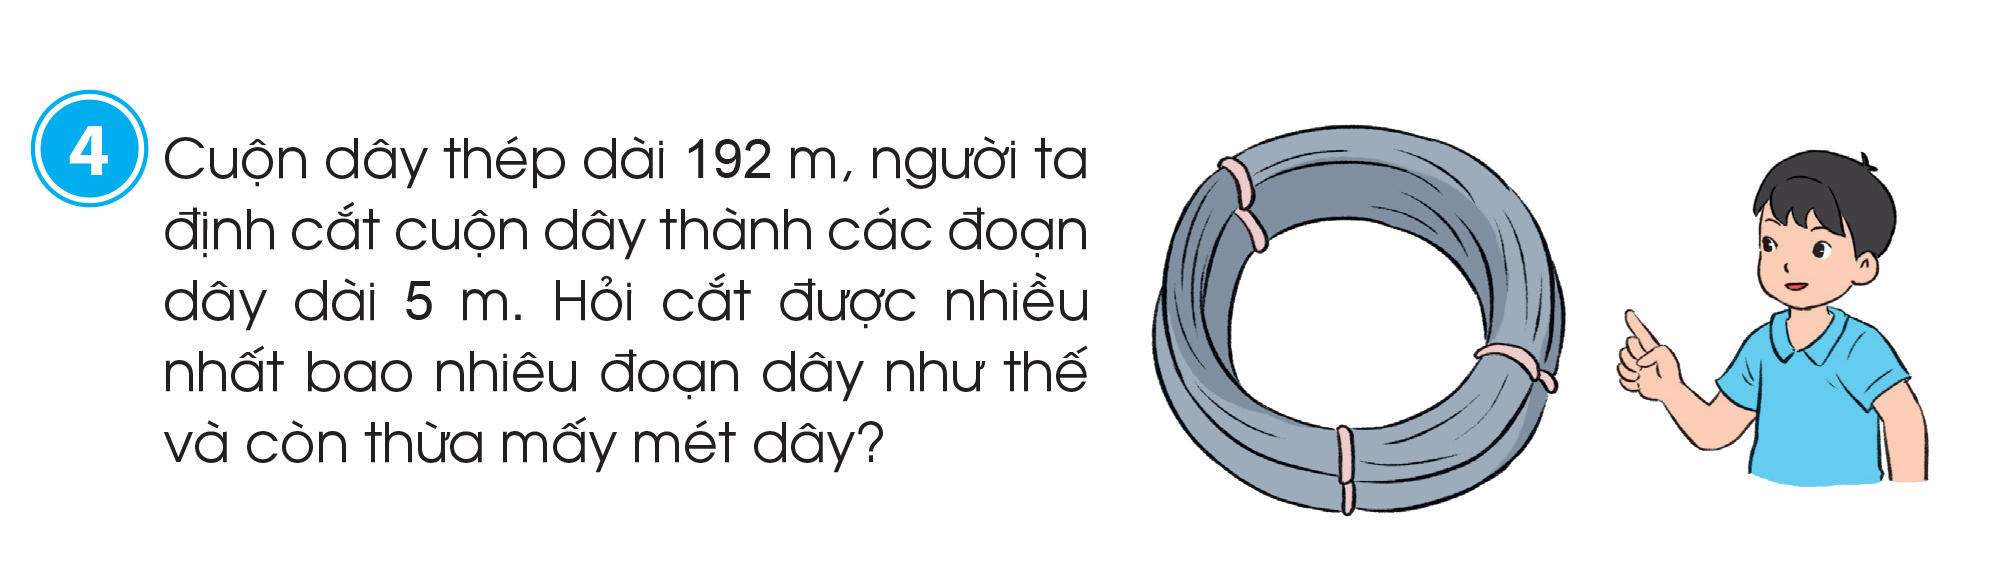 4
Cuộn dây thép dài 192 m, người ta
định cắt cuộn dây thành các đoạn
dây dài 5 m. Hỏi cắt được nhiều
nhất bao nhiêu đoạn dây như thế
và còn thừa mấy mét dây?